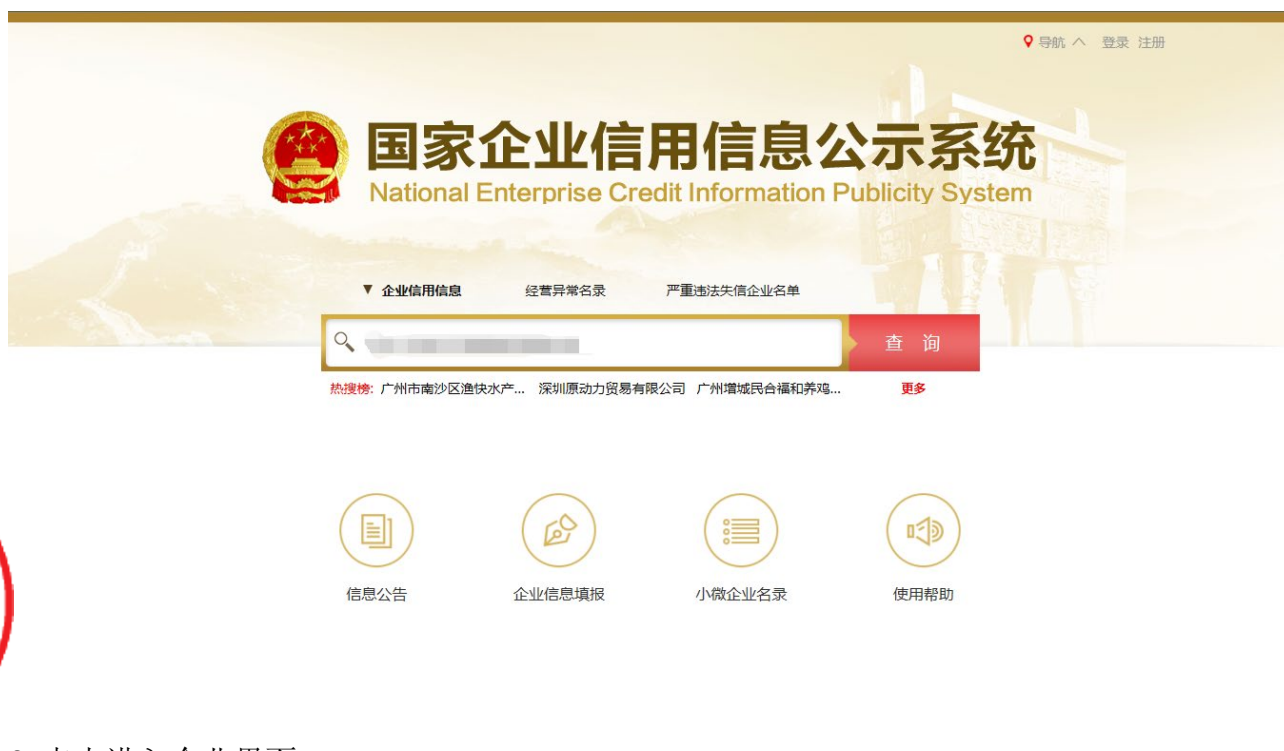 导航 登录 注册
国家企业信用信息公示系统
National Enterprise Credit Information Publicity System
企业信用信息 经营异常名录 严重违法失信企业名单
查 询
热搜榜: 广州市南沙区渔快水产... 深圳原动力贸易有限公司 广州增城民合福和养鸡... 更多
信息公告 企业信息填报 小微企业名录 使用帮助